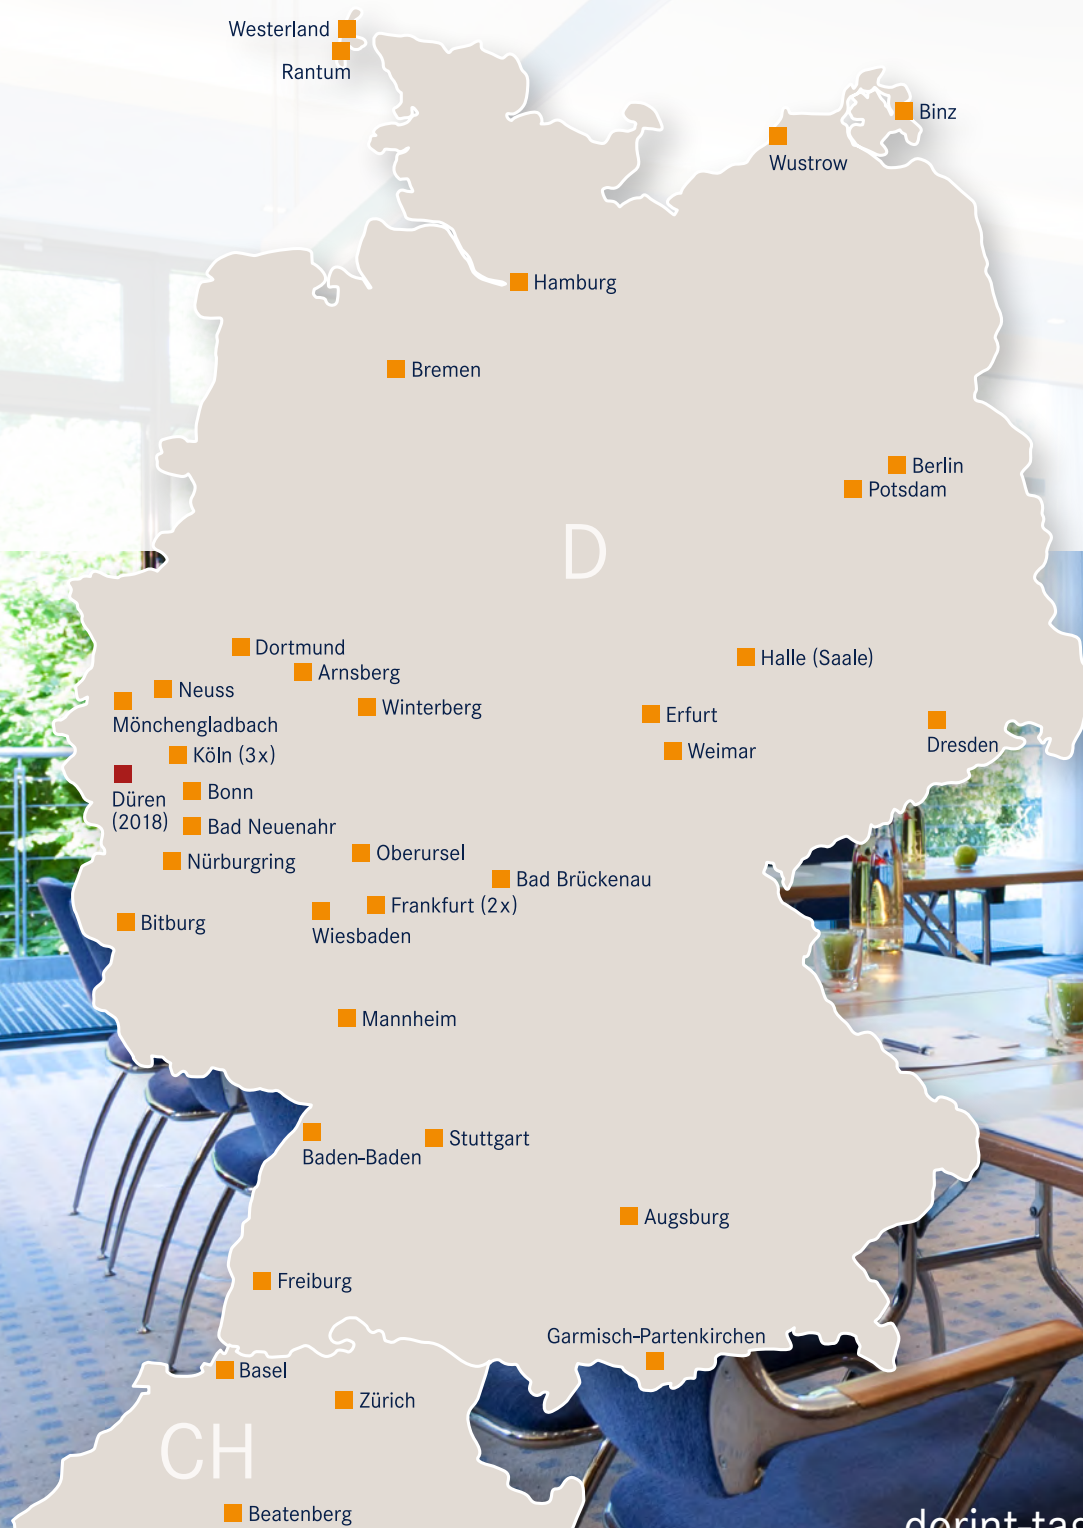 Westerland
Rantum
Binz
Wustrow
Hamburg
Bremen
Berlin
Potsdam
D
Dortmund
Halle (Saale)
Arnsberg
Neuss
Winterberg
Erfurt
Mönchengladbach
Dresden
Weimar
Köln (3x)
Düren
(2018)
Bonn
Bad Neuenahr
Oberursel
Nürburgring
Bad Brückenau
Frankfurt (2x)
Bitburg
Wiesbaden
Mannheim
Stuttgart
Baden-Baden
Augsburg
Freiburg
Garmisch-Partenkirchen
Basel
Zürich
CH
Beatenberg